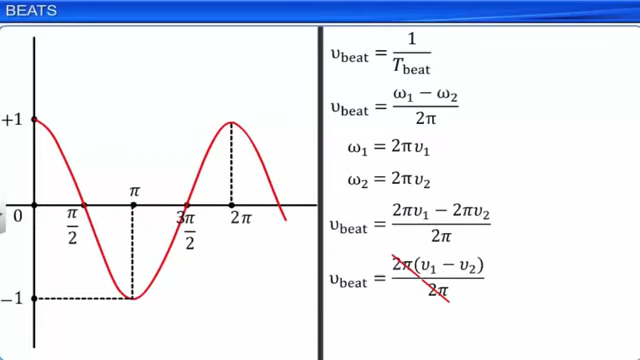 BEATS
+1
0
−1
π/2
π
3π/2
2π
υbeat = 1/Tbeat
υbeat = (ω1 − ω2)/2π
ω1 = 2πυ1
ω2 = 2πυ2
υbeat = (2πυ1 − 2πυ2)/2π
υbeat = 2π(υ1 − υ2)/2π